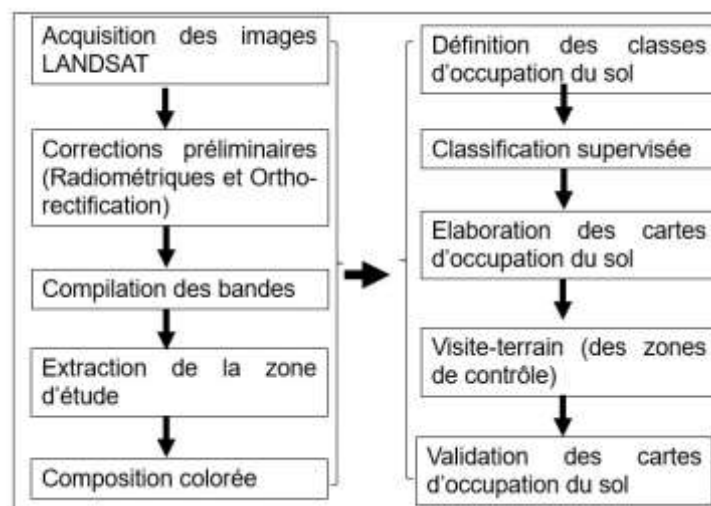 Acquisition des images
LANDSAT
Corrections préliminaires
(Radiométriques et Ortho-
rectification)
Compilation des bandes
Extraction de la zone
d'étude
Composition colorée
Définition des classes
d'occupation du sol
Classification supervisée
Elaboration des cartes
d'occupation du sol
Visite-terrain (des zones
de contrôle)
Validation des cartes
d'occupation du sol